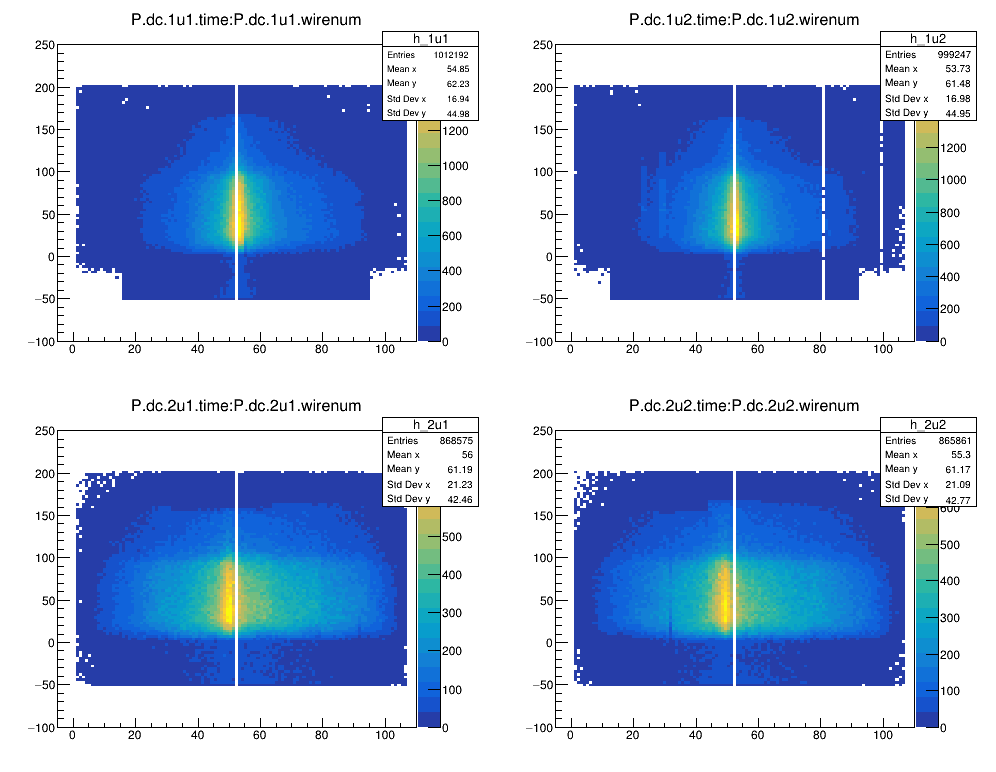 P.dc.1u1.time:P.dc.1u1.wirenum
h_1u1
Entries 1012192
Mean x 54.85
Mean y 62.23
Std Dev x 16.94
Std Dev y 44.98
250
200
150
100
50
0
−50
−100
0 20 40 60 80 100
1200
1000
800
600
400
200
0
P.dc.1u2.time:P.dc.1u2.wirenum
h_1u2
Entries 999247
Mean x 53.73
Mean y 61.48
Std Dev x 16.98
Std Dev y 44.95
250
200
150
100
50
0
−50
−100
0 20 40 60 80 100
1200
1000
800
600
400
200
0
P.dc.2u1.time:P.dc.2u1.wirenum
h_2u1
Entries 868575
Mean x 56
Mean y 61.19
Std Dev x 21.23
Std Dev y 42.46
250
200
150
100
50
0
−50
−100
0 20 40 60 80 100
500
400
300
200
100
0
P.dc.2u2.time:P.dc.2u2.wirenum
h_2u2
Entries 865861
Mean x 55.3
Mean y 61.17
Std Dev x 21.09
Std Dev y 42.77
250
200
150
100
50
0
−50
−100
0 20 40 60 80 100
600
500
400
300
200
100
0